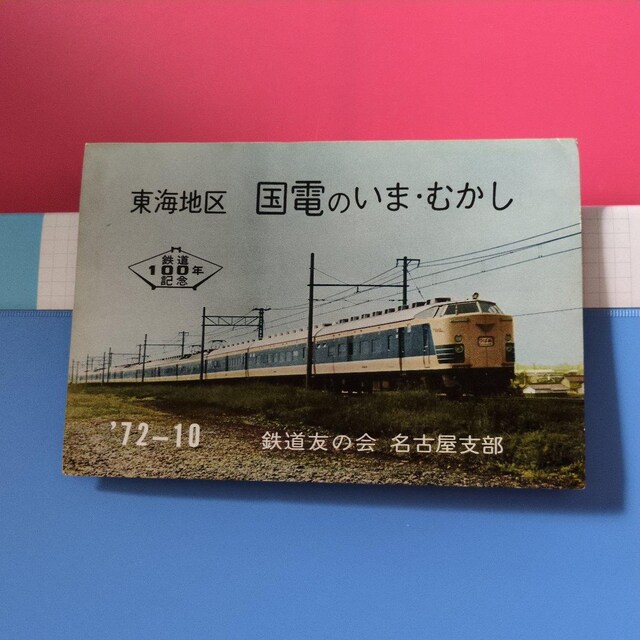 東海地区 国電のいま・むかし
鉄道
100年
記念
'72-10
鉄道友の会 名古屋支部